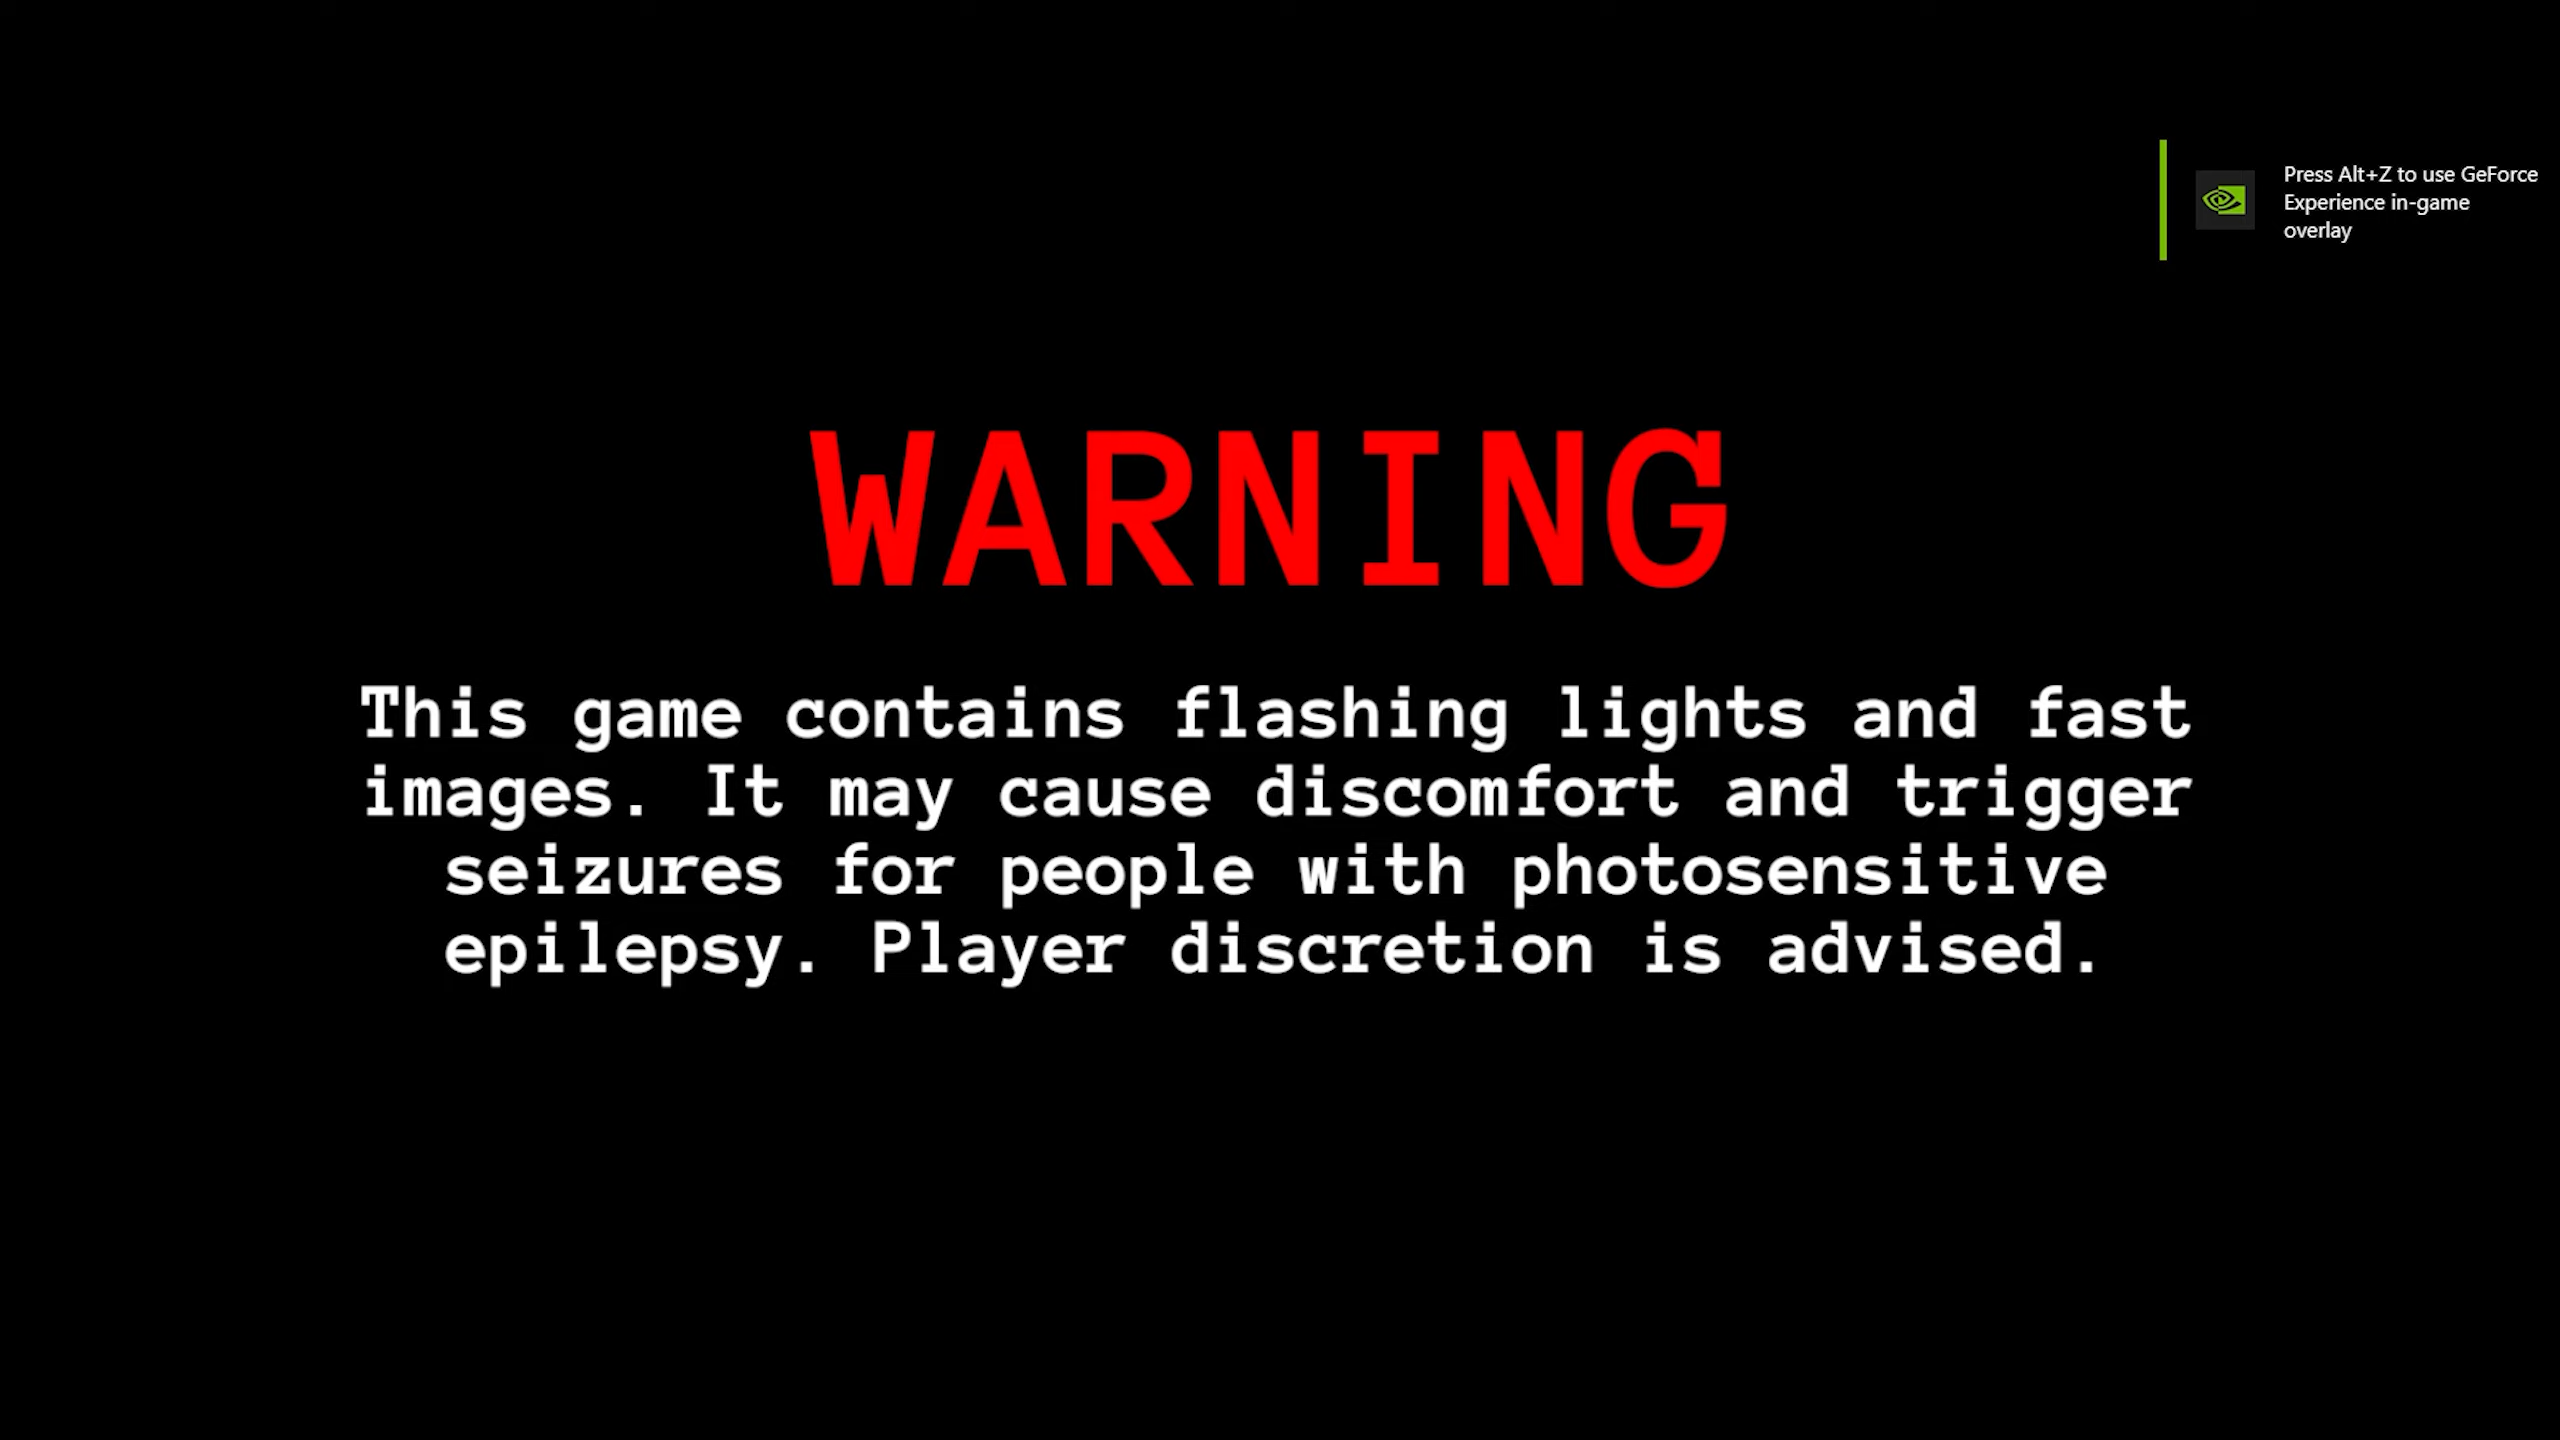 Press Alt+Z to use GeForce
Experience in-game
overlay
WARNING
This game contains flashing lights and fast
images. It may cause discomfort and trigger
seizures for people with photosensitive
epilepsy. Player discretion is advised.